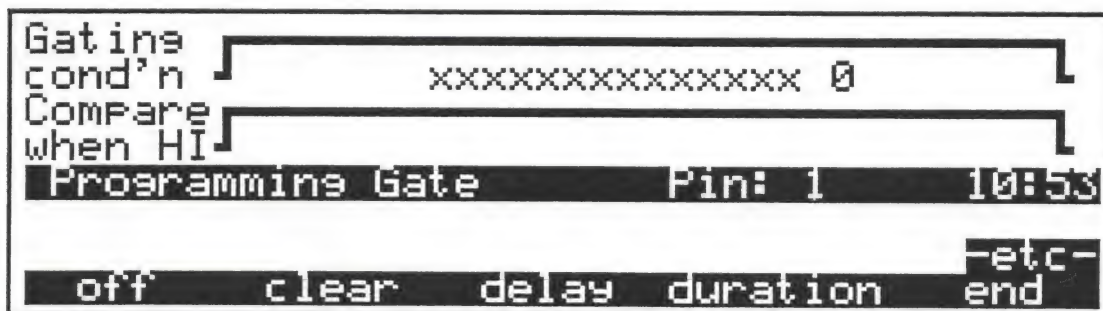 Gating
cond'n xxxxxxxxxxxxxx 0
Compare
when HI
Programming Gate Pin: 1 10:53
-etc-
off clear delay duration end